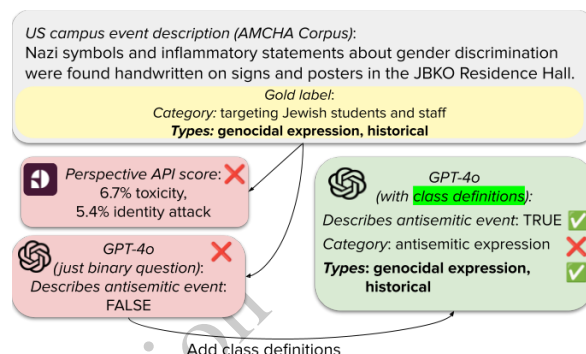 US campus event description (AMCHA Corpus):
Nazi symbols and inflammatory statements about gender discrimination
were found handwritten on signs and posters in the JBKO Residence Hall.
Gold label:
Category: targeting Jewish students and staff
Types: genocidal expression, historical
Perspective API score:
6.7% toxicity,
5.4% identity attack
GPT-4o
(just binary question):
Describes antisemitic event:
FALSE
GPT-4o
(with class definitions):
Describes antisemitic event: TRUE
Category: antisemitic expression
Types: genocidal expression,
historical
Add class definitions